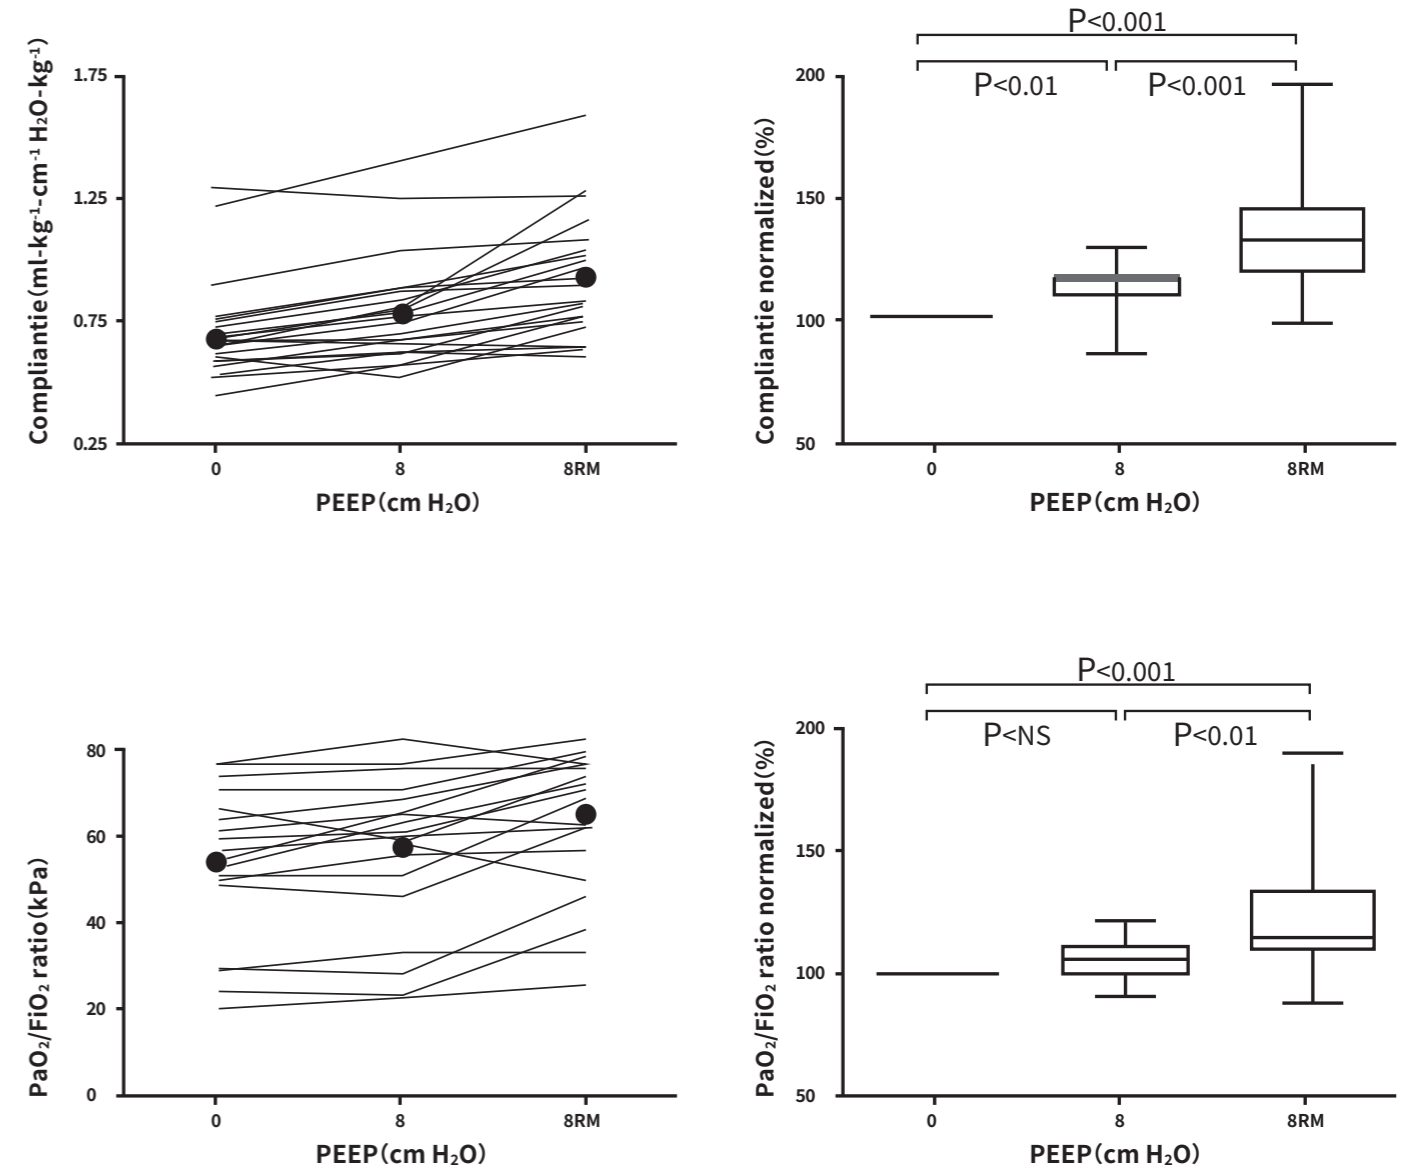 Compliantie(ml-kg⁻¹-cm⁻¹ H₂O-kg⁻¹)
1.75
1.25
0.75
0.25
0 8 8RM
PEEP(cm H₂O)
P<0.001
P<0.01 P<0.001
Compliantie normalized(%)
200
150
100
50
0 8 8RM
PEEP(cm H₂O)
PaO₂/FiO₂ ratio(kPa)
80
60
40
20
0
0 8 8RM
PEEP(cm H₂O)
P<0.001
P<NS P<0.01
PaO₂/FiO₂ ratio normalized(%)
200
150
100
50
0 8 8RM
PEEP(cm H₂O)